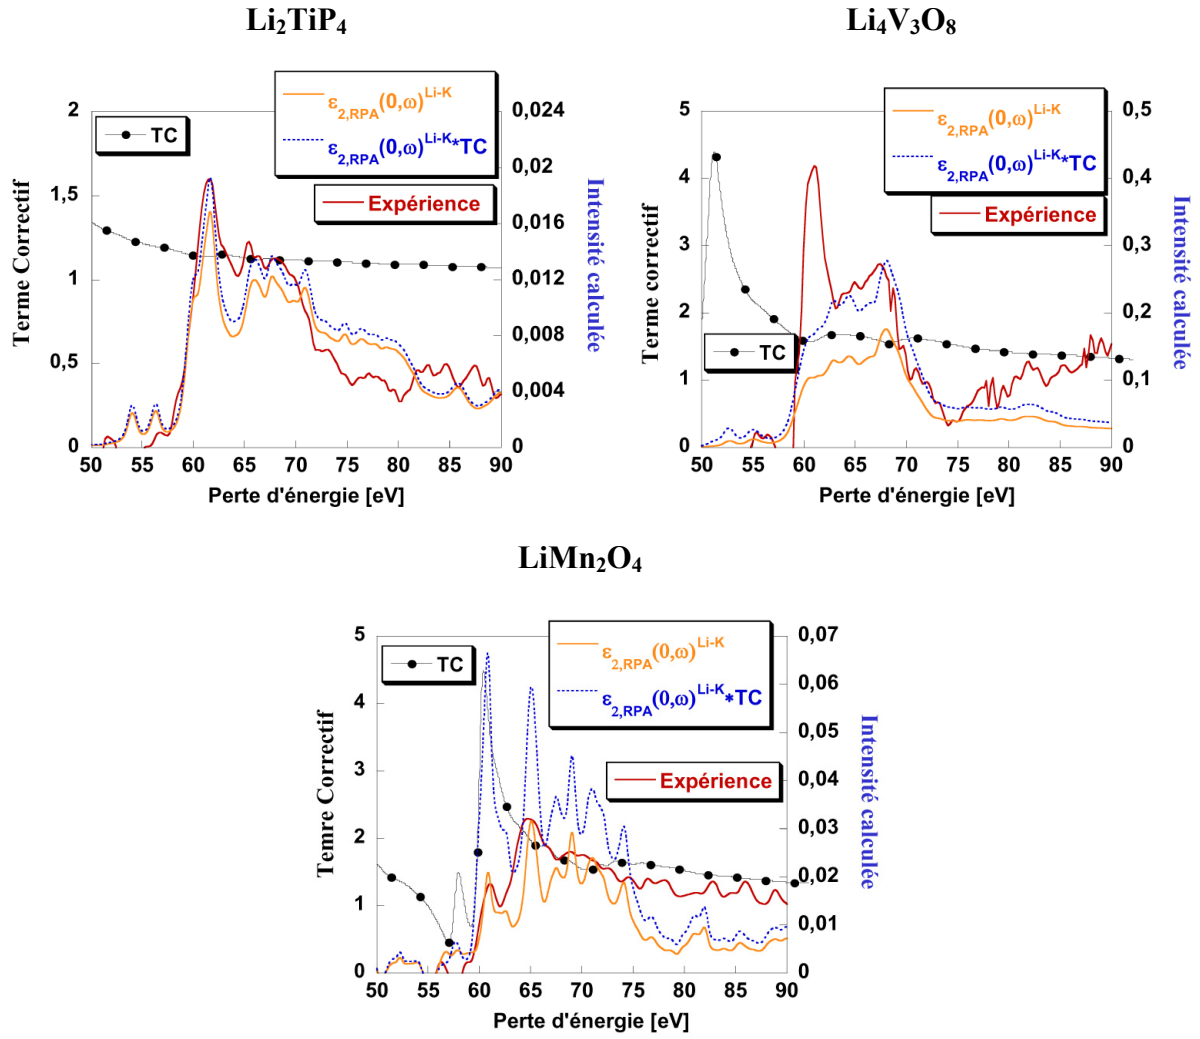 Li₂TiP₄
ε₂,RPA(0,ω)^Li-K
ε₂,RPA(0,ω)^Li-K*TC
TC
Expérience
2
1,5
1
0,5
0
0,024
0,020
0,016
0,012
0,008
0,004
0
50 55 60 65 70 75 80 85 90
Terme Correctif
Intensité calculée
Perte d'énergie [eV]
Li₄V₃O₈
ε₂,RPA(0,ω)^Li-K
ε₂,RPA(0,ω)^Li-K*TC
Expérience
TC
5
4
3
2
1
0
0,5
0,4
0,3
0,2
0,1
0
50 55 60 65 70 75 80 85 90
Terme correctif
Intensité calculée
Perte d'énergie [eV]
LiMn₂O₄
ε₂,RPA(0,ω)^Li-K
ε₂,RPA(0,ω)^Li-K*TC
TC
Expérience
5
4
3
2
1
0
0,07
0,06
0,05
0,04
0,03
0,02
0,01
0
50 55 60 65 70 75 80 85 90
Temre Correctif
Intensité calculée
Perte d'énergie [eV]